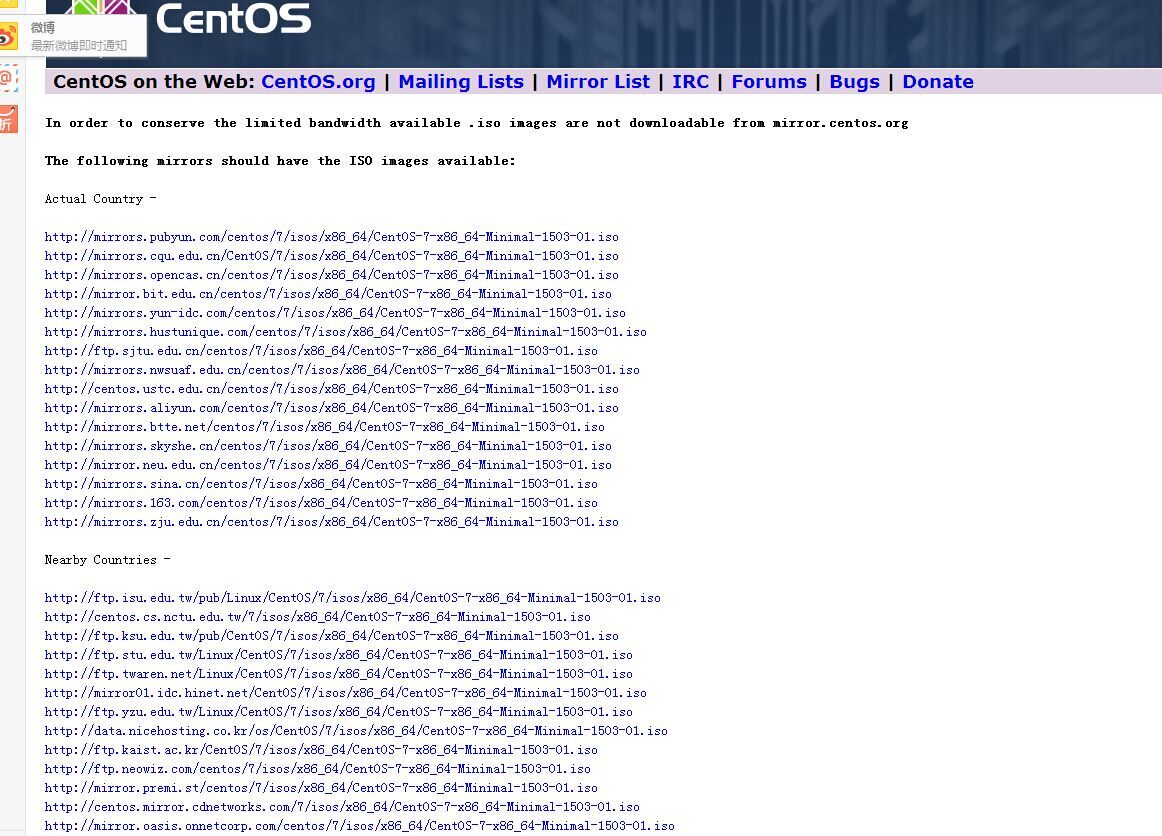 CentOS
微博
最新微博即时通知
@
折
CentOS on the Web: CentOS.org | Mailing Lists | Mirror List | IRC | Forums | Bugs | Donate
In order to conserve the limited bandwidth available .iso images are not downloadable from mirror.centos.org
The following mirrors should have the ISO images available:
Actual Country -
http://mirrors.pubyun.com/centos/7/isos/x86_64/CentOS-7-x86_64-Minimal-1503-01.iso
http://mirrors.cqu.edu.cn/CentOS/7/isos/x86_64/CentOS-7-x86_64-Minimal-1503-01.iso
http://mirrors.opencas.cn/centos/7/isos/x86_64/CentOS-7-x86_64-Minimal-1503-01.iso
http://mirror.bit.edu.cn/centos/7/isos/x86_64/CentOS-7-x86_64-Minimal-1503-01.iso
http://mirrors.yun-idc.com/centos/7/isos/x86_64/CentOS-7-x86_64-Minimal-1503-01.iso
http://mirrors.hustunique.com/centos/7/isos/x86_64/CentOS-7-x86_64-Minimal-1503-01.iso
http://ftp.sjtu.edu.cn/centos/7/isos/x86_64/CentOS-7-x86_64-Minimal-1503-01.iso
http://mirrors.nwsuaf.edu.cn/centos/7/isos/x86_64/CentOS-7-x86_64-Minimal-1503-01.iso
http://centos.ustc.edu.cn/centos/7/isos/x86_64/CentOS-7-x86_64-Minimal-1503-01.iso
http://mirrors.aliyun.com/centos/7/isos/x86_64/CentOS-7-x86_64-Minimal-1503-01.iso
http://mirrors.btte.net/centos/7/isos/x86_64/CentOS-7-x86_64-Minimal-1503-01.iso
http://mirrors.skyshe.cn/centos/7/isos/x86_64/CentOS-7-x86_64-Minimal-1503-01.iso
http://mirror.neu.edu.cn/centos/7/isos/x86_64/CentOS-7-x86_64-Minimal-1503-01.iso
http://mirrors.sina.cn/centos/7/isos/x86_64/CentOS-7-x86_64-Minimal-1503-01.iso
http://mirrors.163.com/centos/7/isos/x86_64/CentOS-7-x86_64-Minimal-1503-01.iso
http://mirrors.zju.edu.cn/centos/7/isos/x86_64/CentOS-7-x86_64-Minimal-1503-01.iso
Nearby Countries -
http://ftp.isu.edu.tw/pub/Linux/CentOS/7/isos/x86_64/CentOS-7-x86_64-Minimal-1503-01.iso
http://centos.cs.nctu.edu.tw/7/isos/x86_64/CentOS-7-x86_64-Minimal-1503-01.iso
http://ftp.ksu.edu.tw/pub/CentOS/7/isos/x86_64/CentOS-7-x86_64-Minimal-1503-01.iso
http://ftp.stu.edu.tw/Linux/CentOS/7/isos/x86_64/CentOS-7-x86_64-Minimal-1503-01.iso
http://ftp.twaren.net/Linux/CentOS/7/isos/x86_64/CentOS-7-x86_64-Minimal-1503-01.iso
http://mirror01.idc.hinet.net/CentOS/7/isos/x86_64/CentOS-7-x86_64-Minimal-1503-01.iso
http://ftp.yzu.edu.tw/Linux/CentOS/7/isos/x86_64/CentOS-7-x86_64-Minimal-1503-01.iso
http://data.nicehosting.co.kr/os/CentOS/7/isos/x86_64/CentOS-7-x86_64-Minimal-1503-01.iso
http://ftp.kaist.ac.kr/CentOS/7/isos/x86_64/CentOS-7-x86_64-Minimal-1503-01.iso
http://ftp.neowiz.com/centos/7/isos/x86_64/CentOS-7-x86_64-Minimal-1503-01.iso
http://mirror.premi.st/centos/7/isos/x86_64/CentOS-7-x86_64-Minimal-1503-01.iso
http://centos.mirror.cdnetworks.com/7/isos/x86_64/CentOS-7-x86_64-Minimal-1503-01.iso
http://mirror.oasis.onnetcorp.com/centos/7/isos/x86_64/CentOS-7-x86_64-Minimal-1503-01.iso